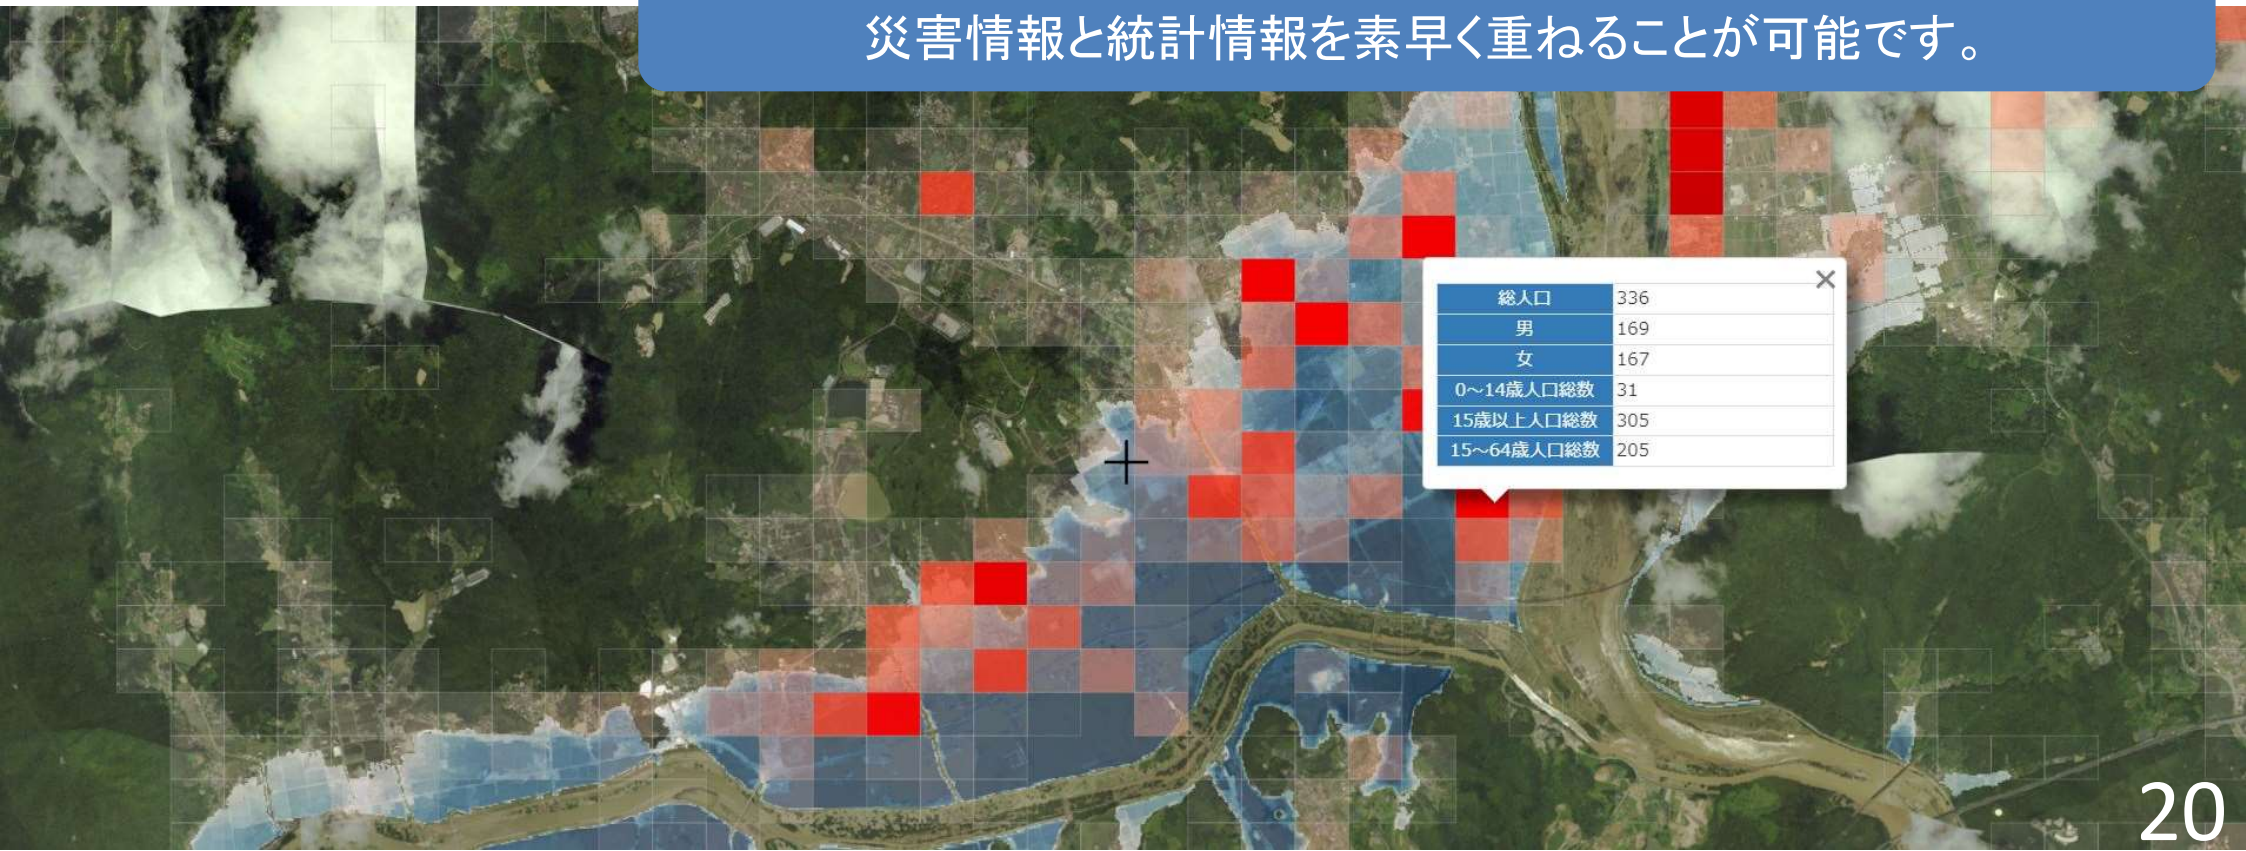 災害情報と統計情報を素早く重ねることが可能です。
総人口 336
男 169
女 167
0～14歳人口総数 31
15歳以上人口総数 305
15～64歳人口総数 205
20